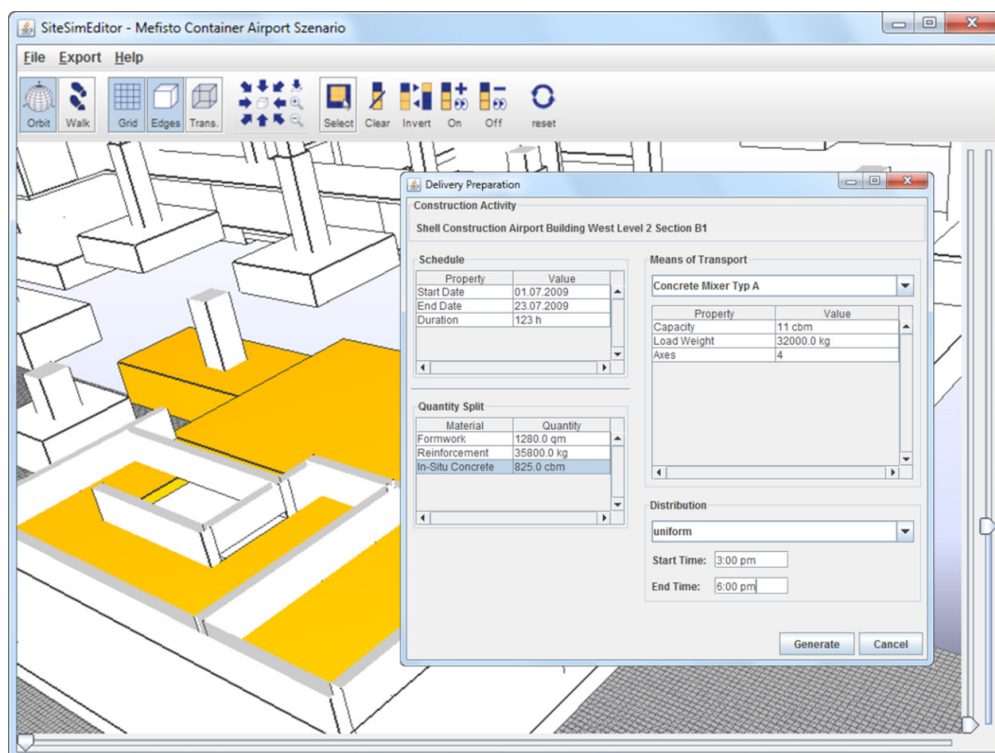 SiteSimEditor - Mefisto Container Airport Szenario
File Export Help
Orbit Walk Grid Edges Trans. Select Clear Invert On Off reset
Delivery Preparation
Construction Activity
Shell Construction Airport Building West Level 2 Section B1
Schedule
Property Value
Start Date 01.07.2009
End Date 23.07.2009
Duration 123 h
Quantity Split
Material Quantity
Formwork 1280.0 qm
Reinforcement 35800.0 kg
In-Situ Concrete 825.0 cbm
Means of Transport
Concrete Mixer Typ A
Property Value
Capacity 11 cbm
Load Weight 32000.0 kg
Axes 4
Distribution
uniform
Start Time: 3:00 pm
End Time: 6:00 pm
Generate Cancel